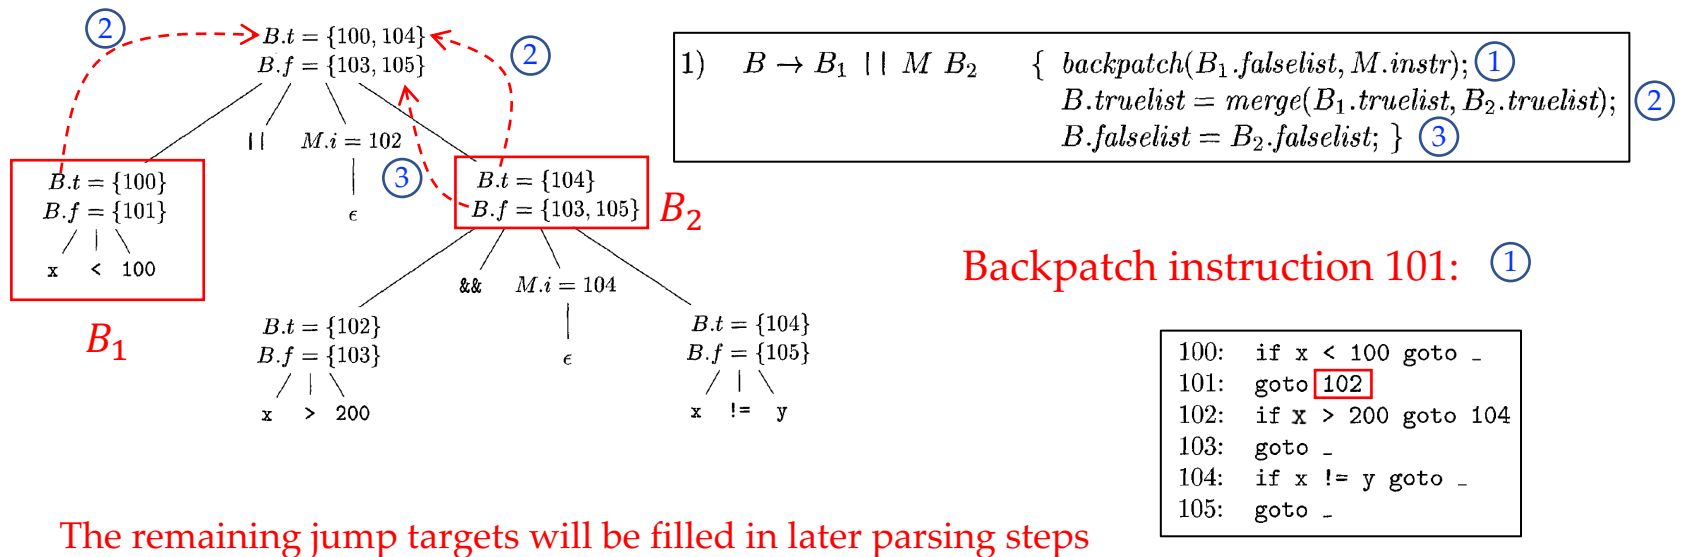 ②
B.t = {100, 104}
B.f = {103, 105}
②
1) B → B₁ || M B₂ { backpatch(B₁.falselist, M.instr); ①
B.truelist = merge(B₁.truelist, B₂.truelist); ②
B.falselist = B₂.falselist; } ③
|| M.i = 102
ϵ
③
B.t = {100}
B.f = {101}
x < 100
B₁
B.t = {104}
B.f = {103, 105}
B₂
&& M.i = 104
ϵ
B.t = {102}
B.f = {103}
x > 200
B.t = {104}
B.f = {105}
x != y
Backpatch instruction 101: ①
100: if x < 100 goto _
101: goto 102
102: if x > 200 goto 104
103: goto _
104: if x != y goto _
105: goto _
The remaining jump targets will be filled in later parsing steps